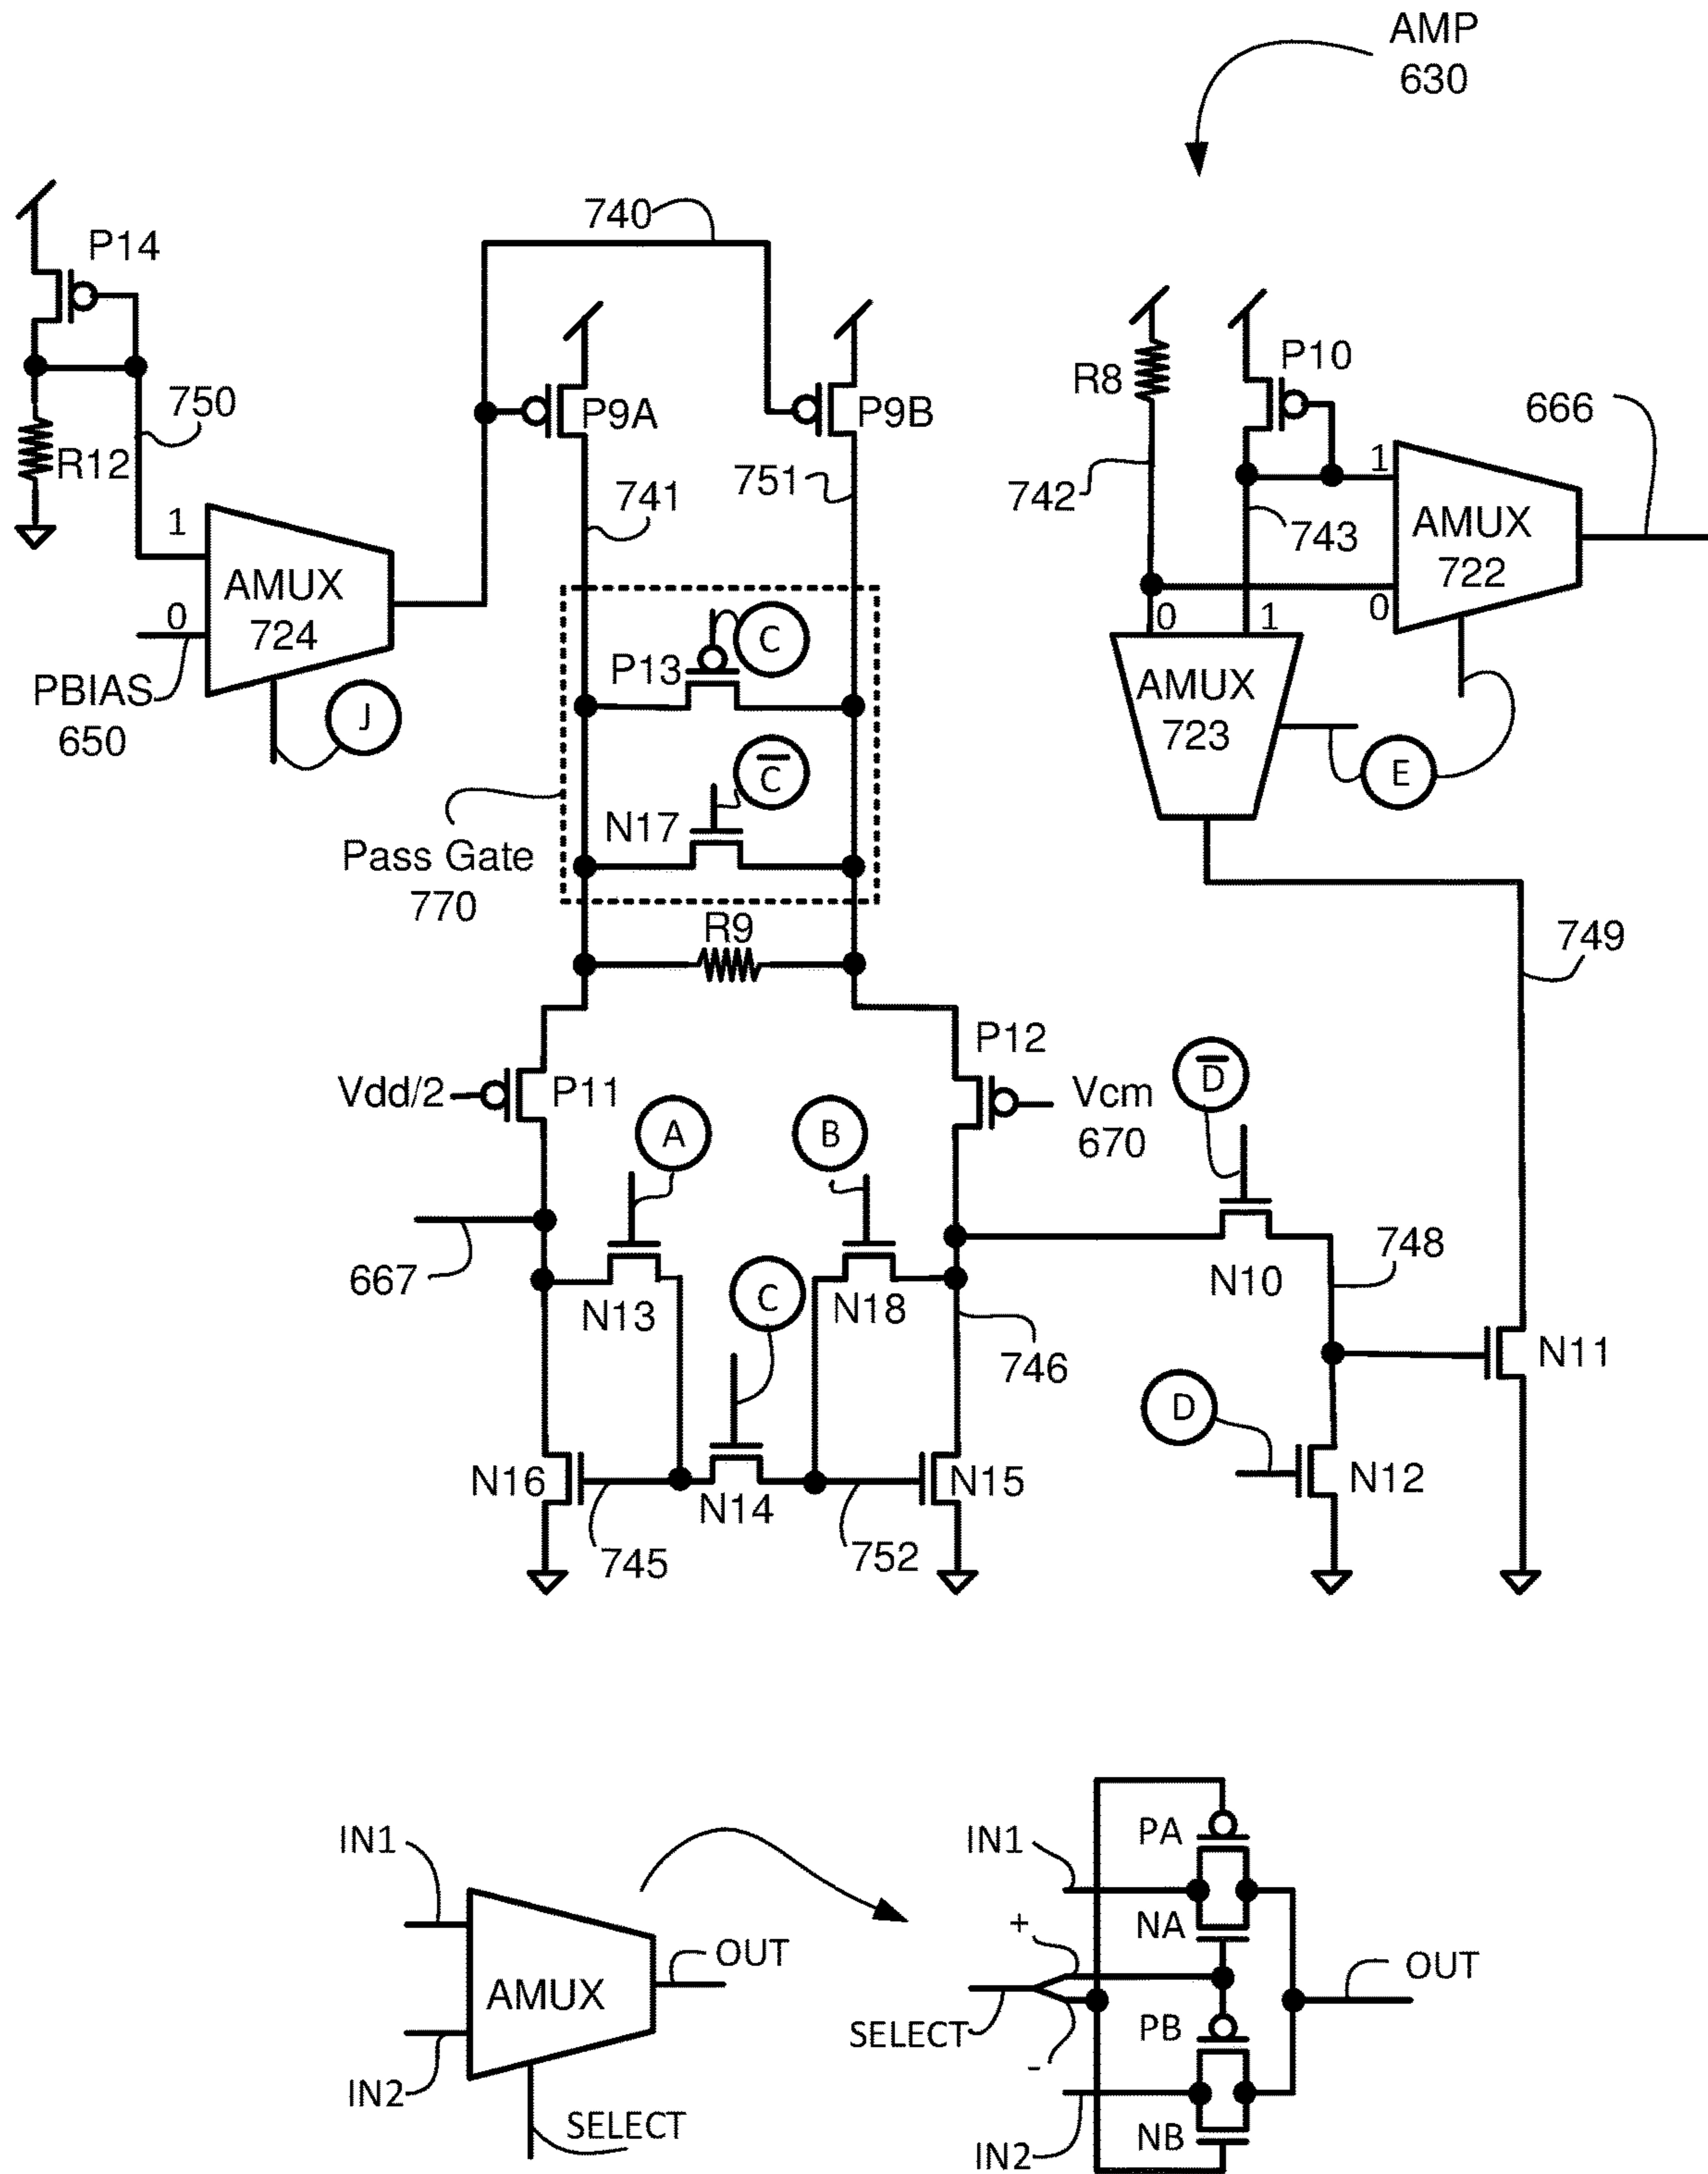 AMP
630
P14
740
750
R12
P9A
P9B
741
751
R8
P10
666
742
743
1
0
AMUX
722
1
0
AMUX
724
PBIAS
650
J
0
1
AMUX
723
E
P13
C
N17
C̅
Pass Gate
770
R9
749
Vdd/2
P11
P12
Vcm
670
A
B
D̅
667
N13
C
N18
746
N10
748
N11
D
N12
N16
745
N14
752
N15
IN1
AMUX
OUT
IN2
SELECT
IN1
PA
NA
+
SELECT
-
PB
OUT
IN2
NB